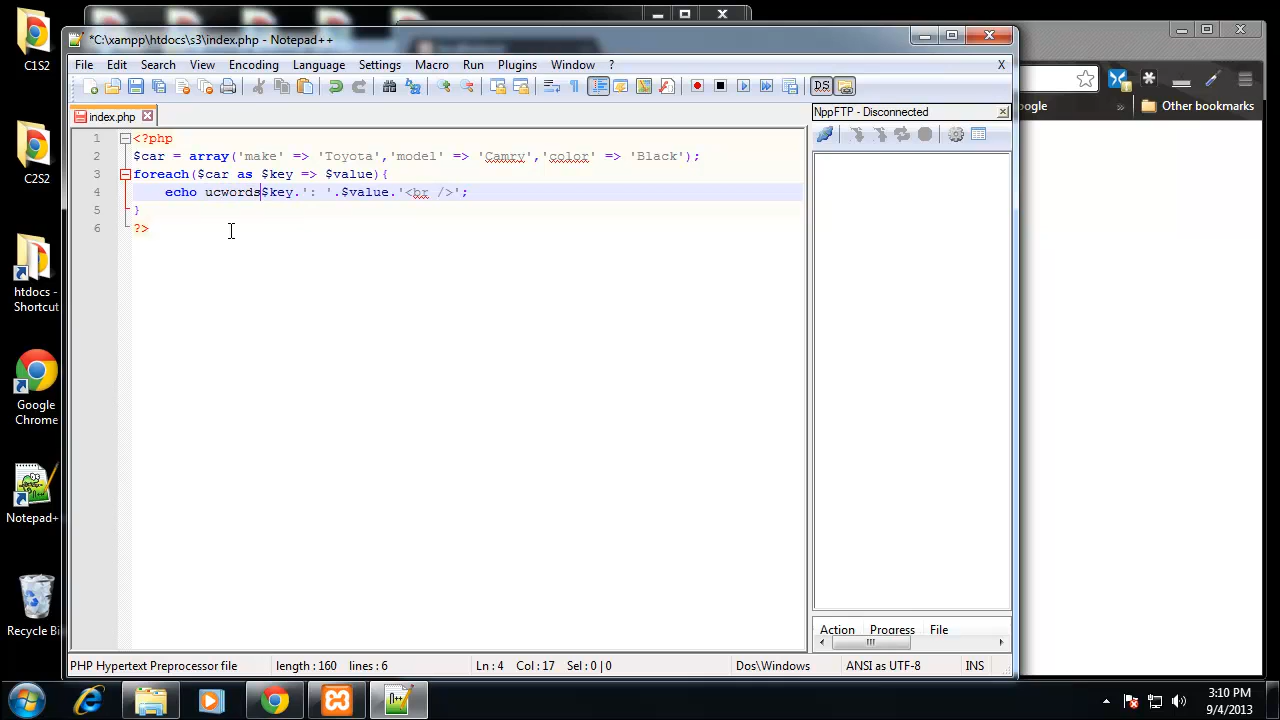 C1S2
C2S2
htdocs -
Shortcut
Google
Chrome
Notepad+
Recycle Bi
*C:\xampp\htdocs\s3\index.php - Notepad++
File Edit Search View Encoding Language Settings Macro Run Plugins Window ? X
index.php
NppFTP - Disconnected
ogle » Other bookmarks
1 <?php
2 $car = array('make' => 'Toyota','model' => 'Camry','color' => 'Black');
3 foreach($car as $key => $value){
4 echo ucwords$key.': '.$value.'<br />';
5 }
6 ?>
Action Progress File
PHP Hypertext Preprocessor file length : 160 lines : 6 Ln : 4 Col : 17 Sel : 0 | 0 Dos\Windows ANSI as UTF-8 INS
3:10 PM
9/4/2013